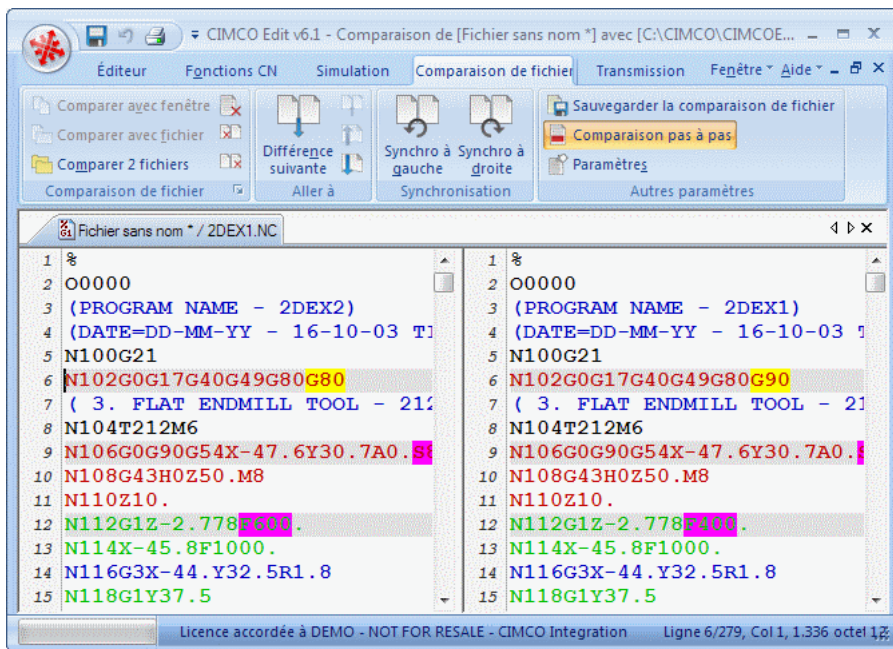 CIMCO Edit v6.1 - Comparaison de [Fichier sans nom *] avec [C:\CIMCO\CIMCOE...
Éditeur Fonctions CN Simulation Comparaison de fichier Transmission Fenêtre Aide
Comparer avec fenêtre
Comparer avec fichier
Comparer 2 fichiers
Comparaison de fichier
Différence suivante
Aller à
Synchro à gauche
Synchro à droite
Synchronisation
Sauvegarder la comparaison de fichier
Comparaison pas à pas
Paramètres
Autres paramètres
Fichier sans nom * / 2DEX1.NC
1 %
2 O0000
3 (PROGRAM NAME - 2DEX2)
4 (DATE=DD-MM-YY - 16-10-03
5 N100G21
6 N102G0G17G40G49G80G80
7 ( 3. FLAT ENDMILL TOOL - 212
8 N104T212M6
9 N106G0G90G54X-47.6Y30.7A0.
10 N108G43H0Z50.M8
11 N110Z10.
12 N112G1Z-2.778F600.
13 N114X-45.8F1000.
14 N116G3X-44.Y32.5R1.8
15 N118G1Y37.5
1 %
2 O0000
3 (PROGRAM NAME - 2DEX1)
4 (DATE=DD-MM-YY - 16-10-03
5 N100G21
6 N102G0G17G40G49G80G90
7 ( 3. FLAT ENDMILL TOOL - 21
8 N104T212M6
9 N106G0G90G54X-47.6Y30.7A0.
10 N108G43H0Z50.M8
11 N110Z10.
12 N112G1Z-2.778F400.
13 N114X-45.8F1000.
14 N116G3X-44.Y32.5R1.8
15 N118G1Y37.5
Licence accordée à DEMO - NOT FOR RESALE - CIMCO Integration Ligne 6/279, Col 1, 1.336 octet